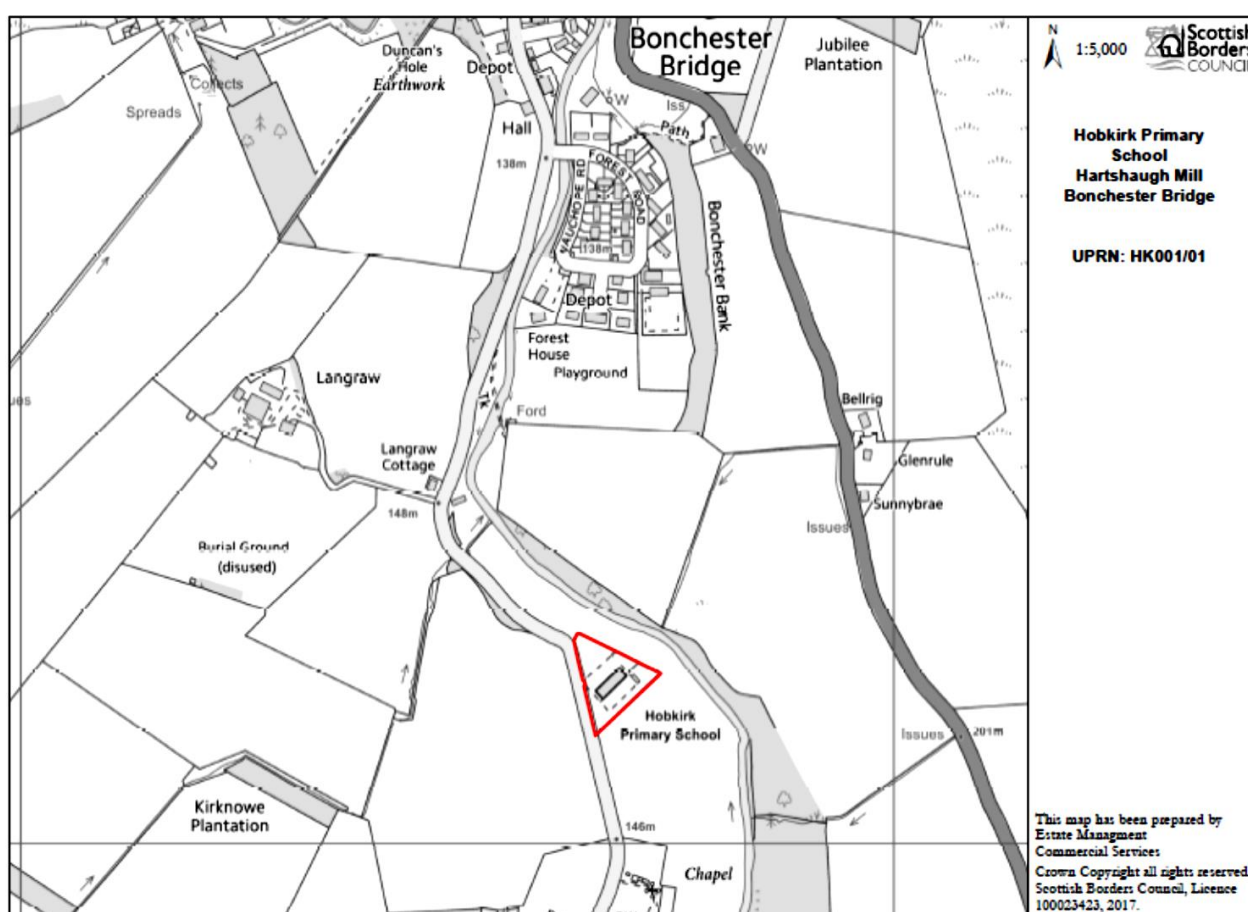 Bonchester
Bridge
Jubilee
Plantation
Duncan's
Hole
Earthwork
Depot
Collects
Spreads
W
Iss
Path
W
Hall
138m
FOREST ROAD
WAUCHOPE RD
138m
Bonchester Bank
Depot
Forest
House
Playground
Langraw
TK
Ford
Bellrig
Glenrule
Sunnybrae
Issues
Langraw
Cottage
148m
Burial Ground
(disused)
Hobkirk
Primary School
Issues
201m
Kirknowe
Plantation
146m
Chapel
N
1:5,000
Scottish
Borders
COUNCIL
Hobkirk Primary
School
Hartshaugh Mill
Bonchester Bridge
UPRN: HK001/01
This map has been prepared by
Estate Managment
Commercial Services
Crown Copyright all rights reserved
Scottish Borders Council, Licence
100023423, 2017.